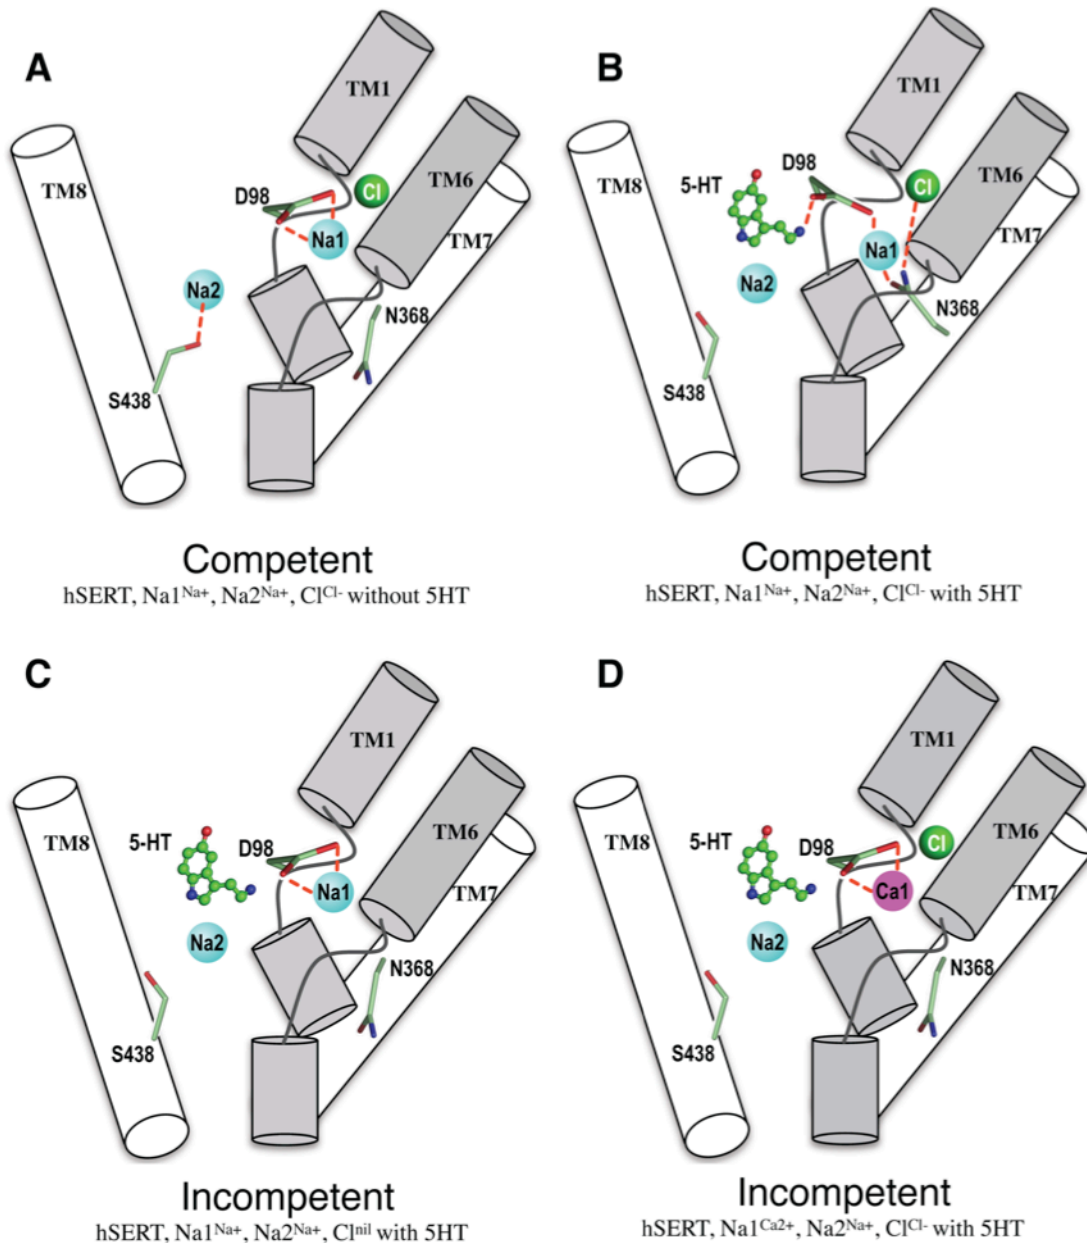 A
TM1
TM8
TM6
D98
Cl
TM7
Na1
Na2
N368
S438
Competent
hSERT, Na1Na+, Na2Na+, ClCl- without 5HT
B
TM1
TM8
5-HT
D98
Cl
TM6
TM7
Na1
Na2
N368
S438
Competent
hSERT, Na1Na+, Na2Na+, ClCl- with 5HT
C
TM1
TM8
5-HT
D98
TM6
Na1
TM7
Na2
N368
S438
Incompetent
hSERT, Na1Na+, Na2Na+, Clnil with 5HT
D
TM1
TM8
5-HT
D98
Cl
TM6
Ca1
TM7
Na2
N368
S438
Incompetent
hSERT, Na1Ca2+, Na2Na+, ClCl- with 5HT